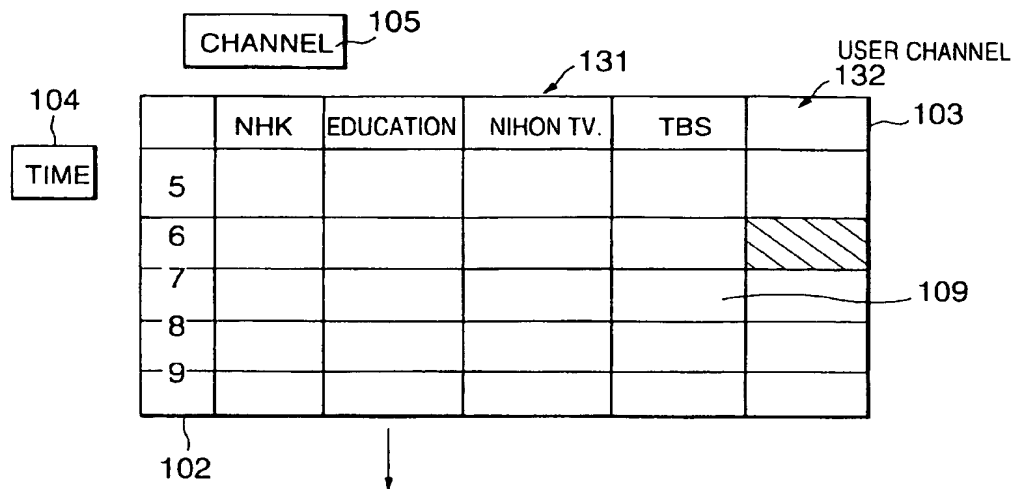 CHANNEL 105
USER CHANNEL
131
132
104
103
TIME
NHK EDUCATION NIHON TV. TBS
5
6
7
109
8
9
102